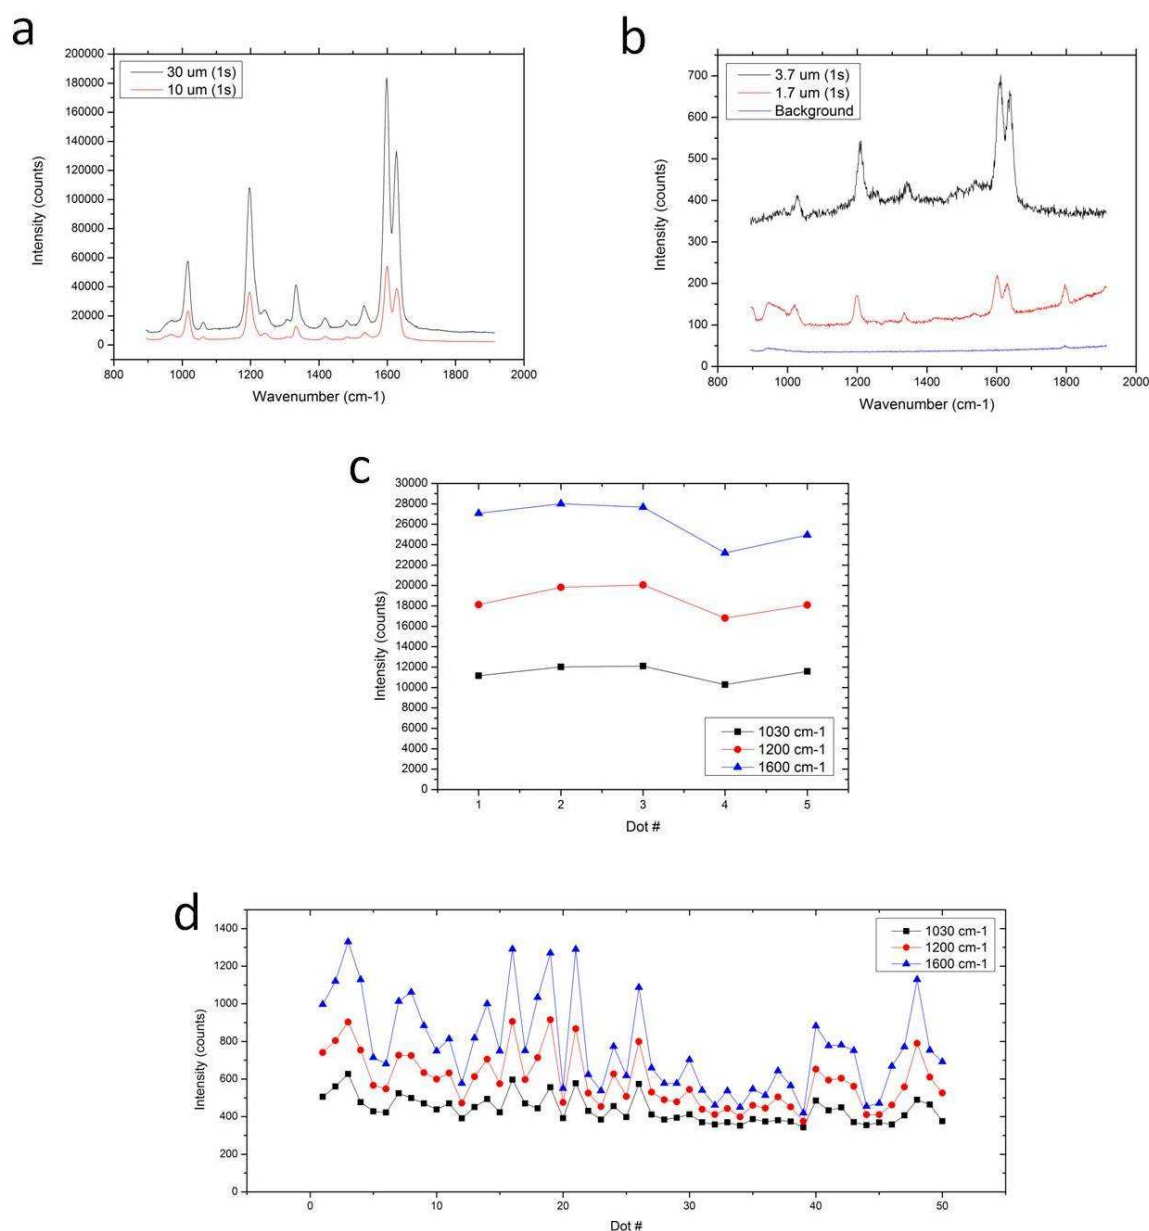 a
200000
180000
160000
140000
120000
100000
80000
60000
40000
20000
0
Intensity (counts)
30 um (1s)
10 um (1s)
800 1000 1200 1400 1600 1800 2000
Wavenumber (cm-1)
b
700
600
500
400
300
200
100
0
Intensity (counts)
3.7 um (1s)
1.7 um (1s)
Background
800 1000 1200 1400 1600 1800 2000
Wavenumber (cm-1)
c
30000
28000
26000
24000
22000
20000
18000
16000
14000
12000
10000
8000
6000
4000
2000
0
Intensity (counts)
1030 cm-1
1200 cm-1
1600 cm-1
1 2 3 4 5
Dot #
d
1400
1200
1000
800
600
400
200
0
Intensity (counts)
1030 cm-1
1200 cm-1
1600 cm-1
0 10 20 30 40 50
Dot #